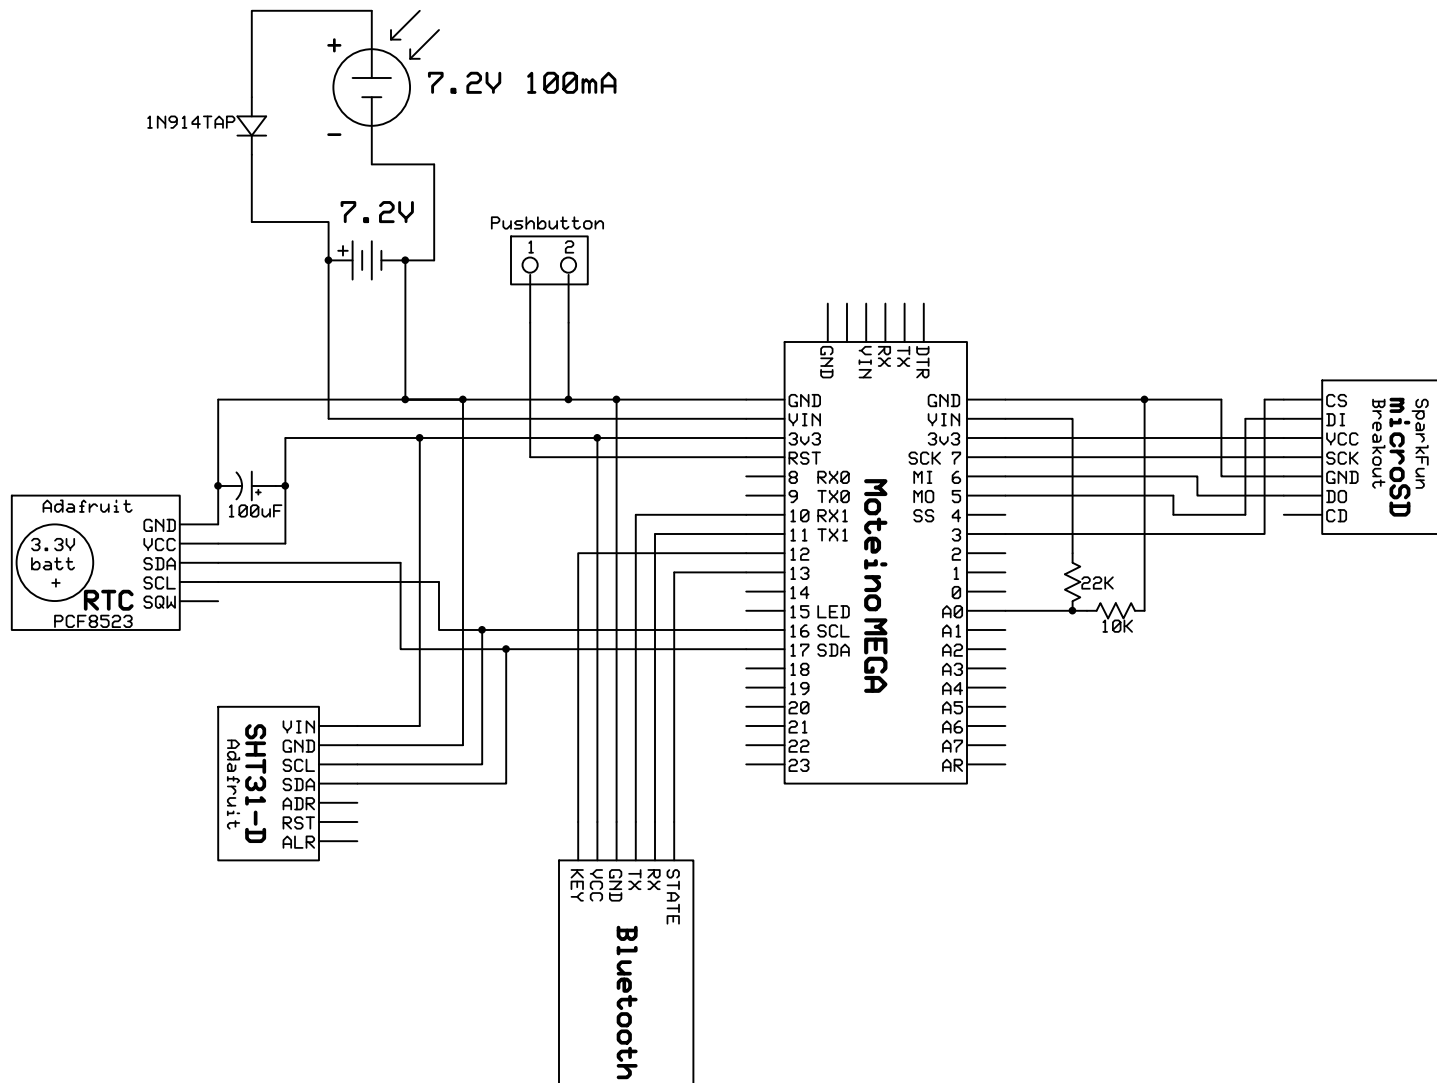 +
7.2V 100mA
1N914TAP
-
7.2V
+
Pushbutton
1 2
GND
VIN
RX
TX
DTR
GND
VIN
3v3
RST
8 RX0
9 TX0
10 RX1
11 TX1
12
13
14
15 LED
16 SCL
17 SDA
18
19
20
21
22
23
MoteinoMEGA
GND
VIN
3v3
SCK 7
MI 6
MO 5
SS 4
3
2
1
0
A0
A1
A2
A3
A4
A5
A6
A7
AR
22K
10K
CS
DI
VCC
SCK
GND
DO
CD
SparkFun
microSD
Breakout
+
100uF
Adafruit
3.3V
batt
+
RTC
PCF8523
GND
VCC
SDA
SCL
SQW
SHT31-D
Adafruit
VIN
GND
SCL
SDA
ADR
RST
ALR
KEY
VCC
GND
TX
RX
STATE
Bluetooth